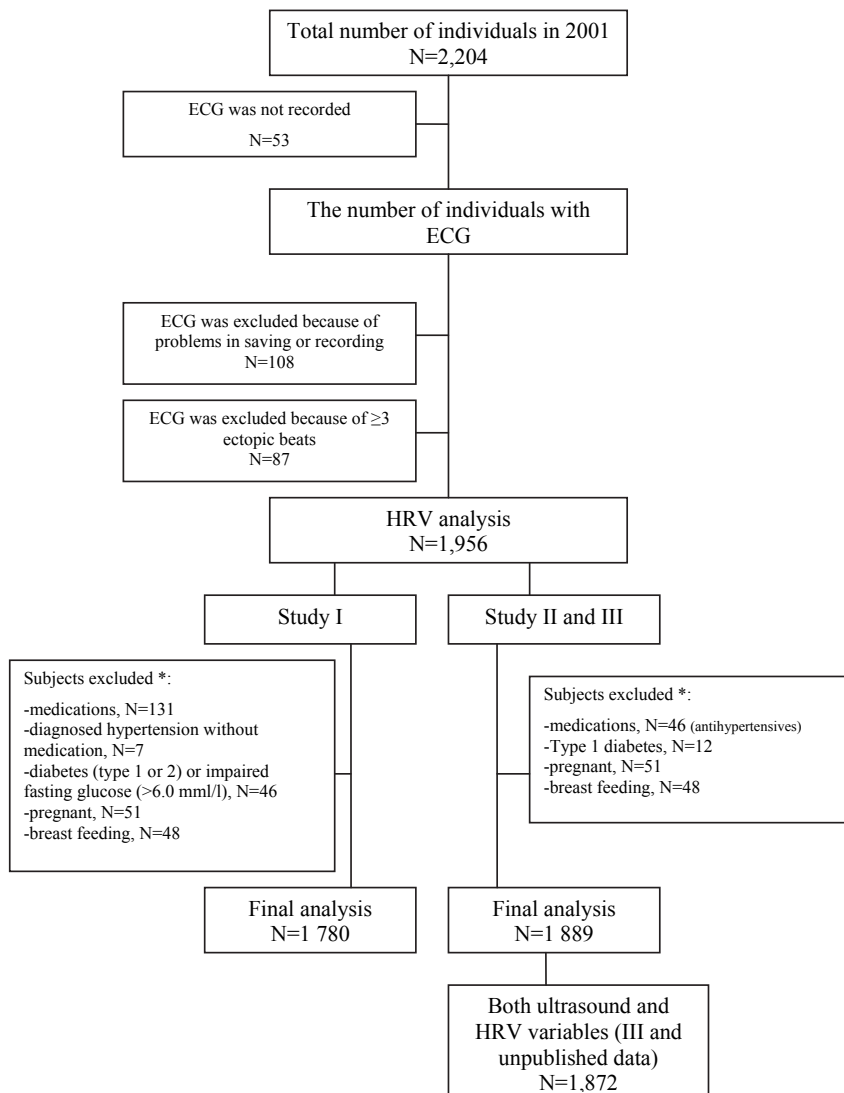 Total number of individuals in 2001
N=2,204
ECG was not recorded
N=53
The number of individuals with
ECG
ECG was excluded because of
problems in saving or recording
N=108
ECG was excluded because of ≥3
ectopic beats
N=87
HRV analysis
N=1,956
Study I
Study II and III
Subjects excluded *:
-medications, N=131
-diagnosed hypertension without
medication, N=7
-diabetes (type 1 or 2) or impaired
fasting glucose (>6.0 mml/l), N=46
-pregnant, N=51
-breast feeding, N=48
Subjects excluded *:
-medications, N=46 (antihypertensives)
-Type 1 diabetes, N=12
-pregnant, N=51
-breast feeding, N=48
Final analysis
N=1 780
Final analysis
N=1 889
Both ultrasound and
HRV variables (III and
unpublished data)
N=1,872